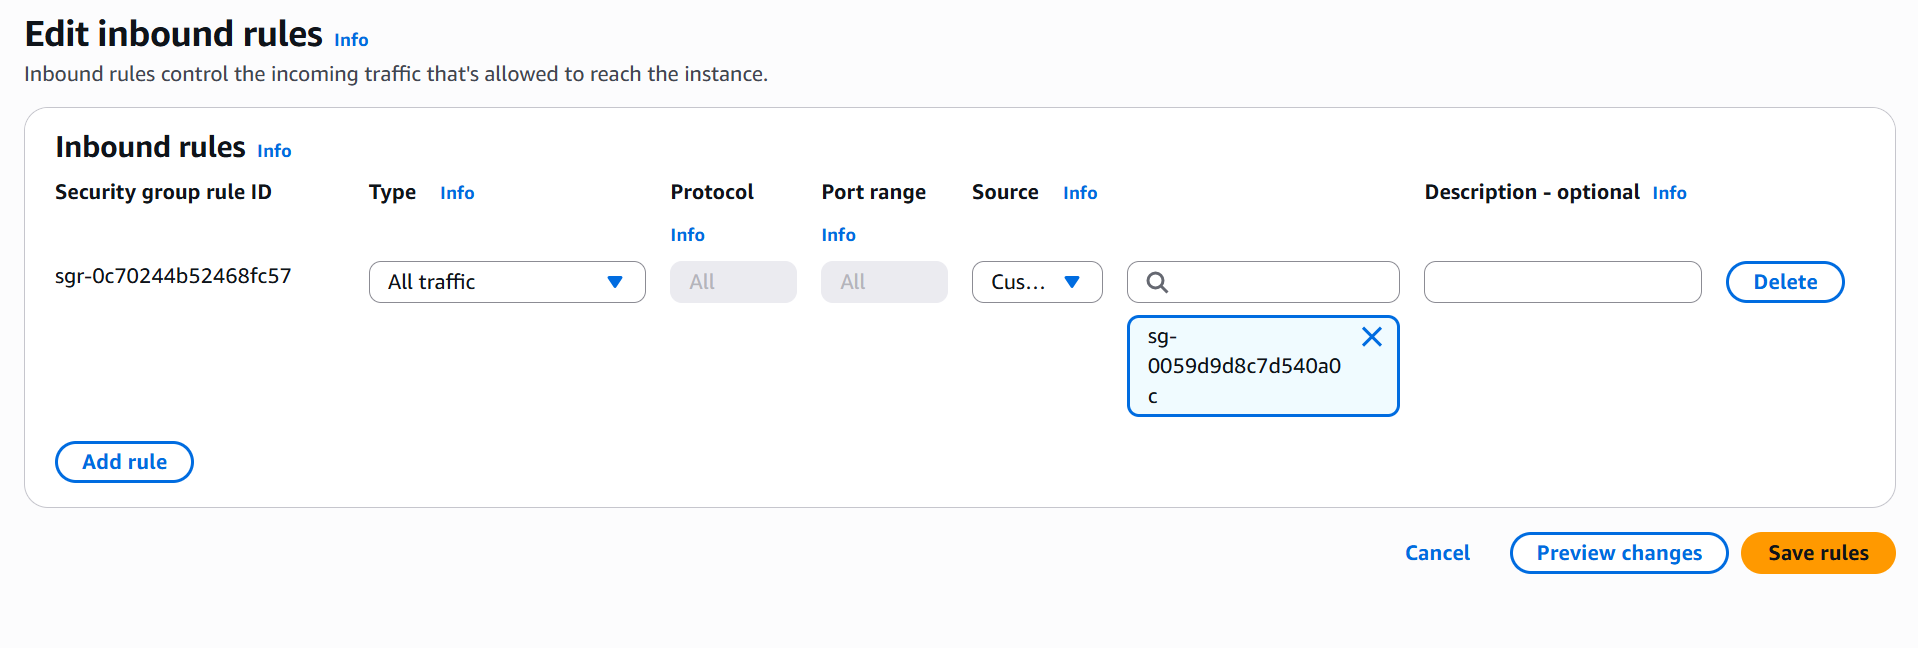 Edit inbound rules Info
Inbound rules control the incoming traffic that's allowed to reach the instance.
Inbound rules Info
Security group rule ID Type Info Protocol Port range Source Info Description - optional Info
Info Info
sgr-0c70244b52468fc57 All traffic All All Cus... Delete
sg-
0059d9d8c7d540a0
c
Add rule
Cancel Preview changes Save rules